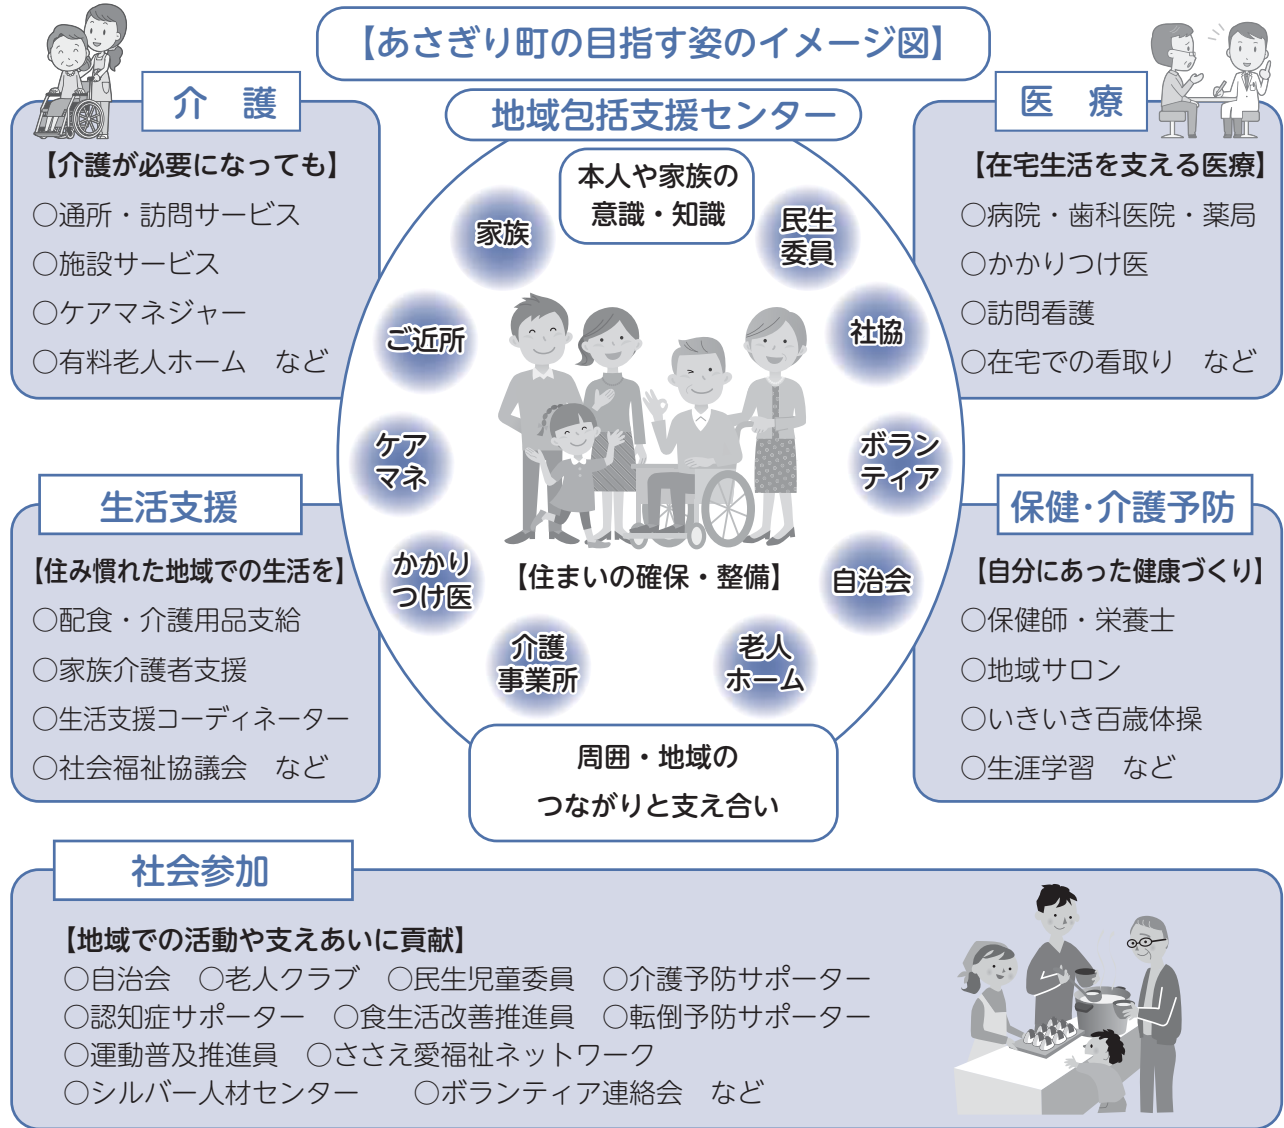 【あさぎり町の目指す姿のイメージ図】
地域包括支援センター
介　護
【介護が必要になっても】
○通所・訪問サービス
○施設サービス
○ケアマネジャー
○有料老人ホーム　など
医　療
【在宅生活を支える医療】
○病院・歯科医院・薬局
○かかりつけ医
○訪問看護
○在宅での看取り　など
本人や家族の
意識・知識
家族
民生
委員
ご近所
社協
ケア
マネ
ボラン
ティア
かかり
つけ医
【住まいの確保・整備】
自治会
介護
事業所
老人
ホーム
周囲・地域の
つながりと支え合い
生活支援
【住み慣れた地域での生活を】
○配食・介護用品支給
○家族介護者支援
○生活支援コーディネーター
○社会福祉協議会　など
保健・介護予防
【自分にあった健康づくり】
○保健師・栄養士
○地域サロン
○いきいき百歳体操
○生涯学習　など
社会参加
【地域での活動や支えあいに貢献】
○自治会　○老人クラブ　○民生児童委員　○介護予防サポーター
○認知症サポーター　○食生活改善推進員　○転倒予防サポーター
○運動普及推進員　○ささえ愛福祉ネットワーク
○シルバー人材センター　　○ボランティア連絡会　など